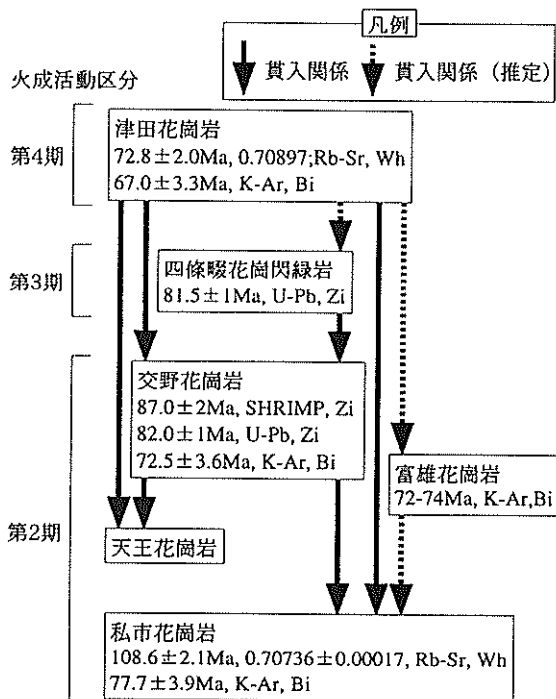 凡例
貫入関係
貫入関係（推定）
火成活動区分
第4期
津田花崗岩
72.8±2.0Ma, 0.70897;Rb-Sr, Wh
67.0±3.3Ma, K-Ar, Bi
第3期
四條畷花崗閃緑岩
81.5±1Ma, U-Pb, Zi
第2期
交野花崗岩
87.0±2Ma, SHRIMP, Zi
82.0±1Ma, U-Pb, Zi
72.5±3.6Ma, K-Ar, Bi
富雄花崗岩
72-74Ma, K-Ar,Bi
天王花崗岩
私市花崗岩
108.6±2.1Ma, 0.70736±0.00017, Rb-Sr, Wh
77.7±3.9Ma, K-Ar, Bi